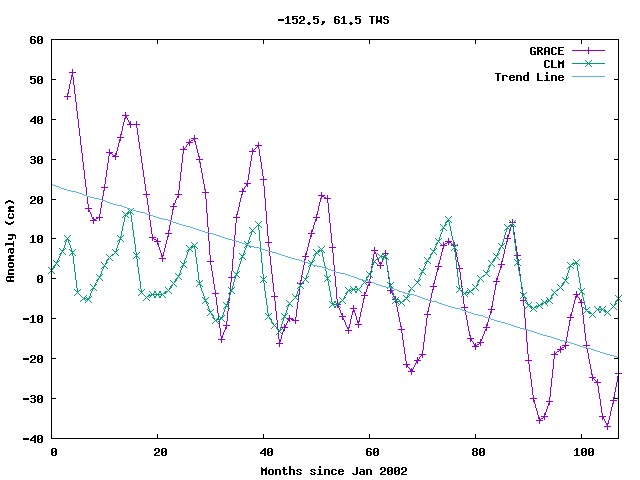 -152.5, 61.5 TWS
GRACE
CLM
Trend Line
60
50
40
30
20
10
0
-10
-20
-30
-40
Anomaly (cm)
0 20 40 60 80 100
Months since Jan 2002